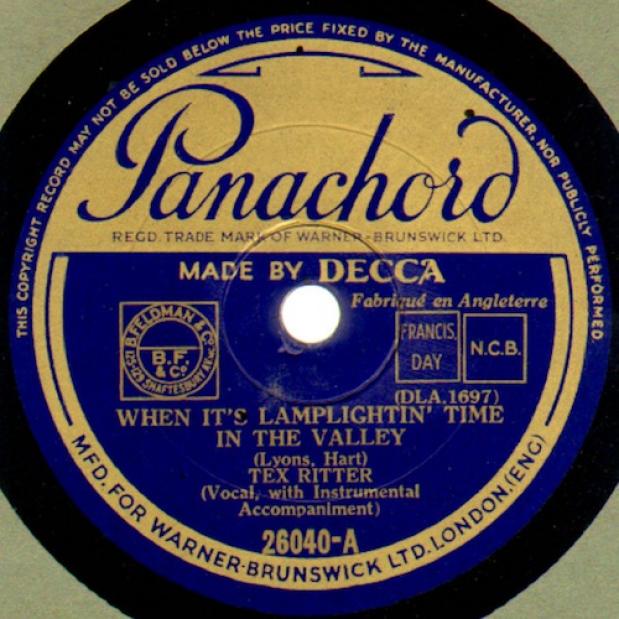 THIS COPYRIGHT RECORD MAY NOT BE SOLD BELOW THE PRICE FIXED BY THE MANUFACTURER, NOR PUBLICLY PERFORMED
Panachord
REGD. TRADE MARK OF WARNER-BRUNSWICK LTD.
MADE BY DECCA
Fabriqué en Angleterre
B. FELDMAN & Co
B.F.
& Co
125-129 SHAFTESBURY AV.
FRANCIS,
DAY
N.C.B.
(DLA.1697)
WHEN IT'S LAMPLIGHTIN' TIME
IN THE VALLEY
(Lyons, Hart)
TEX RITTER
(Vocal, with Instrumental
Accompaniment)
26040-A
MFD. FOR WARNER-BRUNSWICK LTD. LONDON.(ENG)